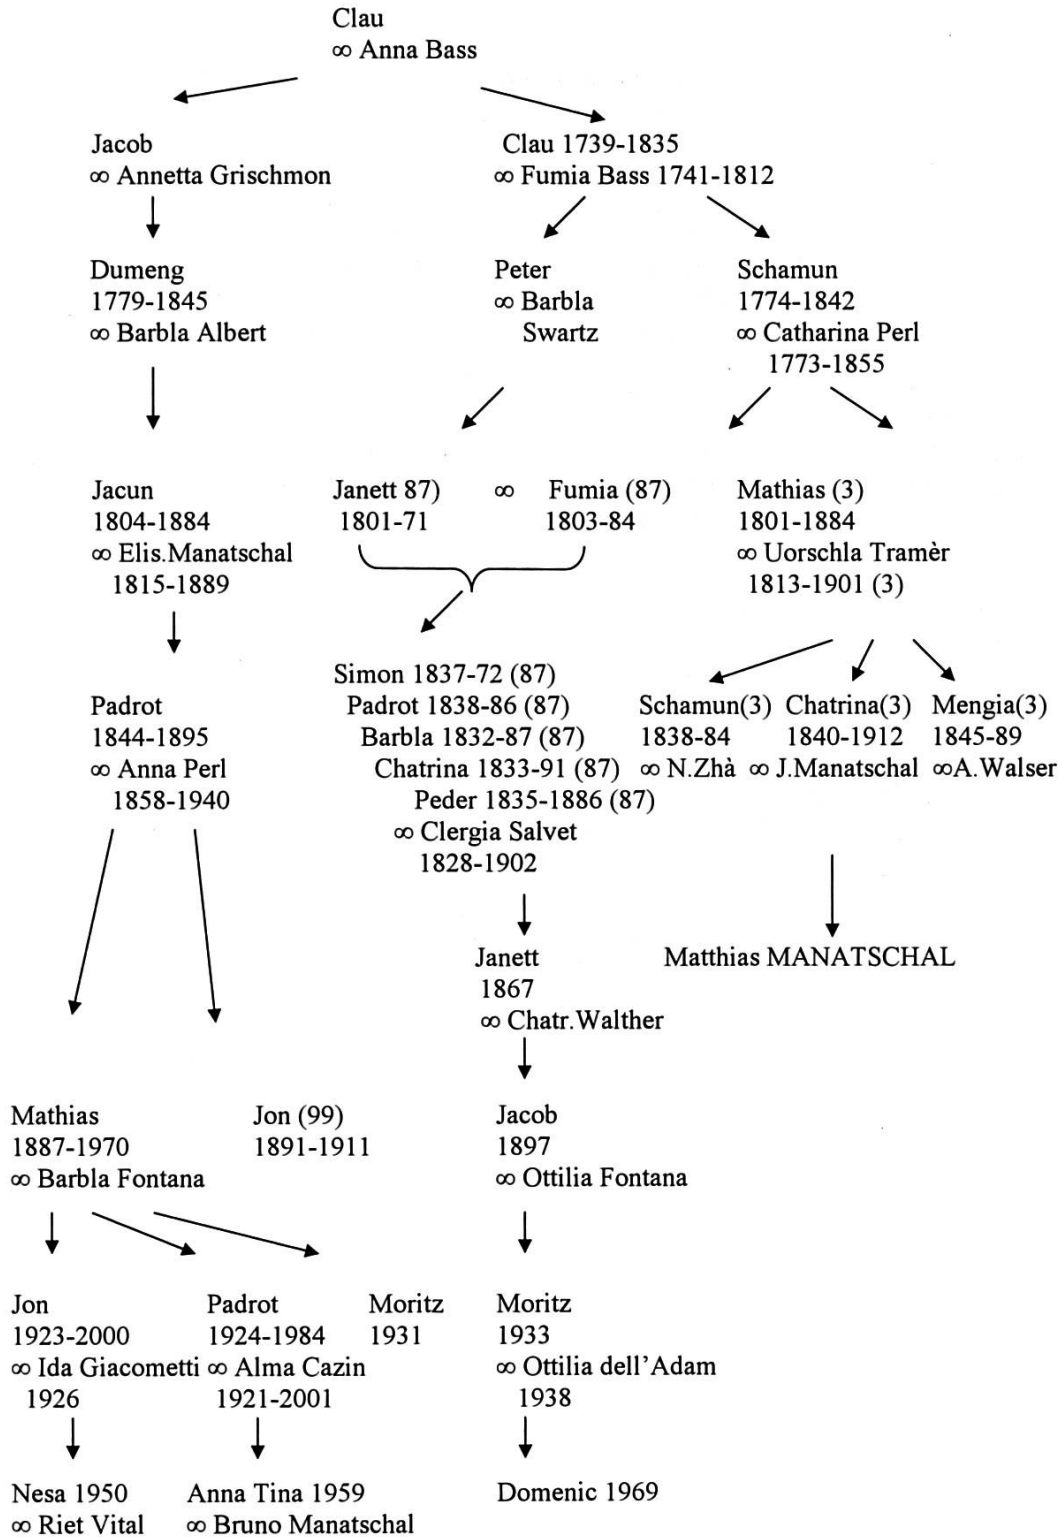 Clau
∞ Anna Bass
Jacob
∞ Annetta Grischmon
Clau 1739-1835
∞ Fumia Bass 1741-1812
Dumeng
1779-1845
∞ Barbla Albert
Peter
∞ Barbla
Swartz
Schamun
1774-1842
∞ Catharina Perl
1773-1855
Jacun
1804-1884
∞ Elis.Manatschal
1815-1889
Janett 87) ∞ Fumia (87)
1801-71 1803-84
Mathias (3)
1801-1884
∞ Uorschla Tramèr
1813-1901 (3)
Padrot
1844-1895
∞ Anna Perl
1858-1940
Simon 1837-72 (87)
Padrot 1838-86 (87)
Barbla 1832-87 (87)
Chatrina 1833-91 (87)
Peder 1835-1886 (87)
∞ Clergia Salvet
1828-1902
Schamun(3)
1838-84
∞ N.Zhà
Chatrina(3)
1840-1912
∞ J.Manatschal
Mengia(3)
1845-89
∞A.Walser
Janett
1867
∞ Chatr.Walther
Matthias MANATSCHAL
Mathias
1887-1970
∞ Barbla Fontana
Jon (99)
1891-1911
Jacob
1897
∞ Ottilia Fontana
Jon
1923-2000
∞ Ida Giacometti
1926
Padrot
1924-1984
∞ Alma Cazin
1921-2001
Moritz
1931
Moritz
1933
∞ Ottilia dell'Adam
1938
Nesa 1950
∞ Riet Vital
Anna Tina 1959
∞ Bruno Manatschal
Domenic 1969